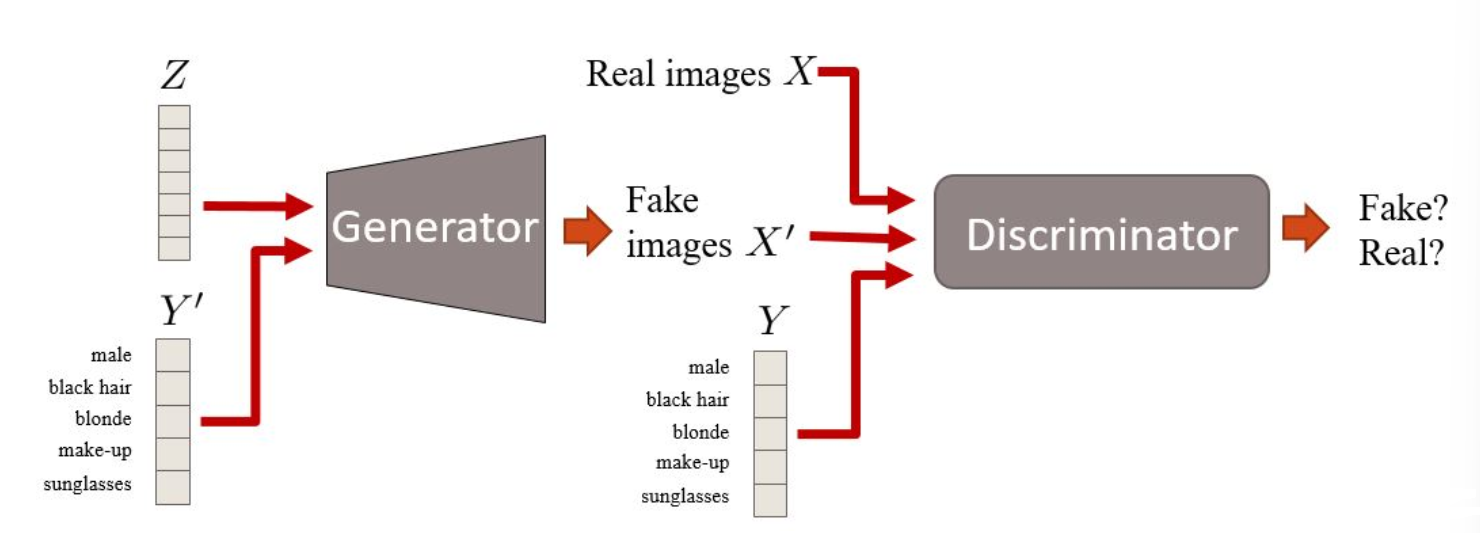 Z
Y′
male
black hair
blonde
make-up
sunglasses
Generator
Real images X
Fake
images X′
Y
male
black hair
blonde
make-up
sunglasses
Discriminator
Fake?
Real?